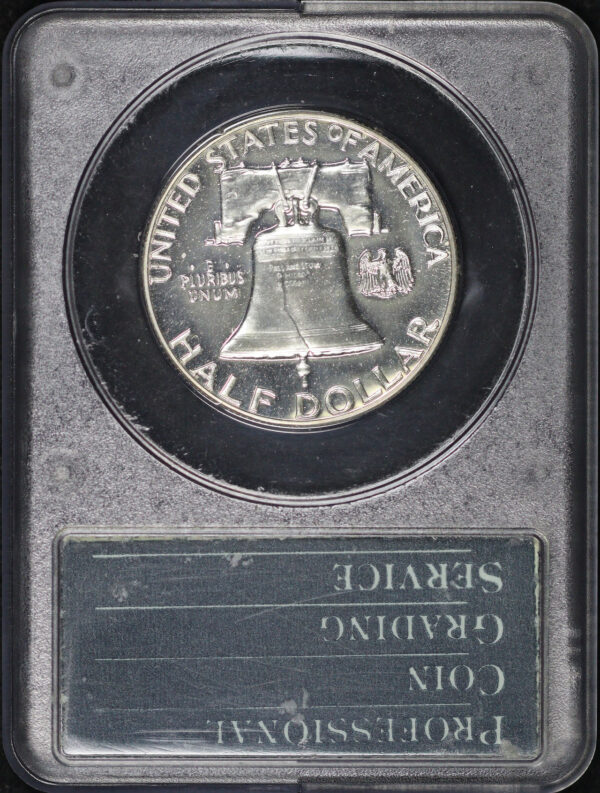 UNITED STATES OF AMERICA
E
PLURIBUS
UNUM
HALF DOLLAR
PROFESSIONAL
COIN
GRADING
SERVICE